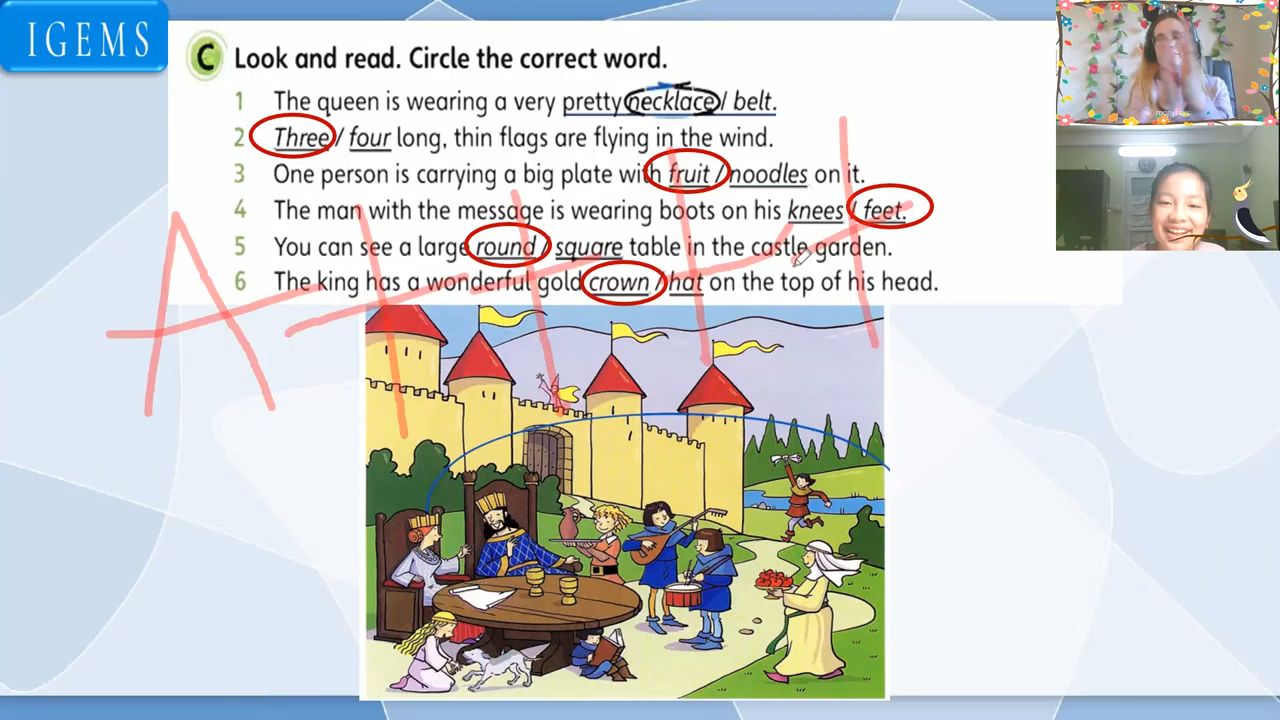 IGEMS
C Look and read. Circle the correct word.
1 The queen is wearing a very pretty necklace / belt.
2 Three / four long, thin flags are flying in the wind.
3 One person is carrying a big plate with fruit / noodles on it.
4 The man with the message is wearing boots on his knees / feet.
5 You can see a large round / square table in the castle garden.
6 The king has a wonderful gold crown / hat on the top of his head.
A++++